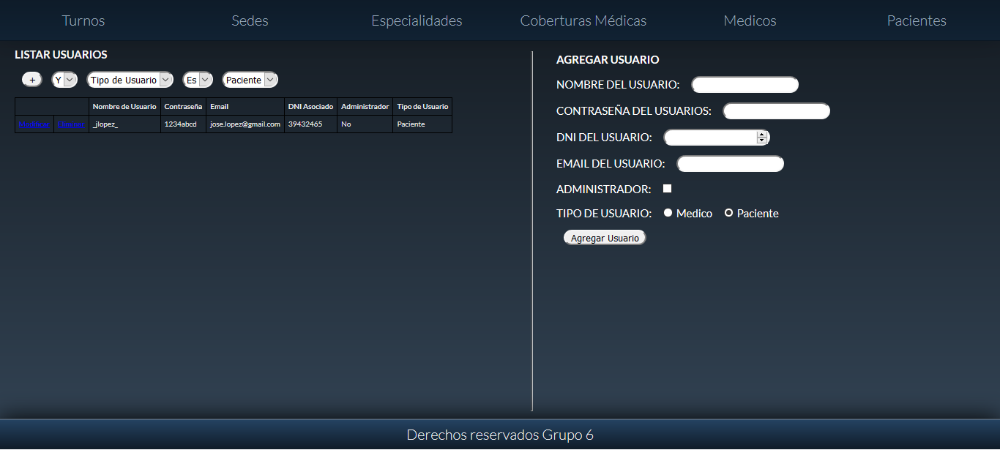 Turnos Sedes Especialidades Coberturas Médicas Medicos Pacientes
LISTAR USUARIOS
+ Y Tipo de Usuario Es Paciente
Nombre de Usuario Contraseña Email DNI Asociado Administrador Tipo de Usuario
Modificar Eliminar _jlopez_ 1234abcd jose.lopez@gmail.com 39432465 No Paciente
AGREGAR USUARIO
NOMBRE DEL USUARIO:
CONTRASEÑA DEL USUARIOS:
DNI DEL USUARIO:
EMAIL DEL USUARIO:
ADMINISTRADOR:
TIPO DE USUARIO: Medico Paciente
Agregar Usuario
Derechos reservados Grupo 6